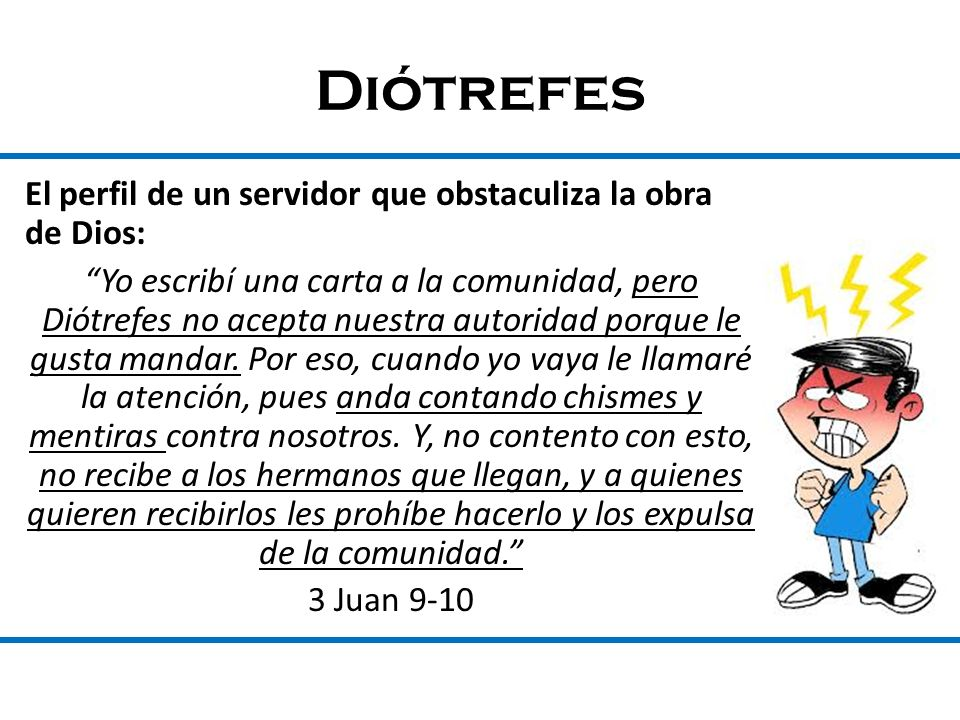 Diótrefes
El perfil de un servidor que obstaculiza la obra
de Dios:
“Yo escribí una carta a la comunidad, pero
Diótrefes no acepta nuestra autoridad porque le
gusta mandar. Por eso, cuando yo vaya le llamaré
la atención, pues anda contando chismes y
mentiras contra nosotros. Y, no contento con esto,
no recibe a los hermanos que llegan, y a quienes
quieren recibirlos les prohíbe hacerlo y los expulsa
de la comunidad.”
3 Juan 9-10